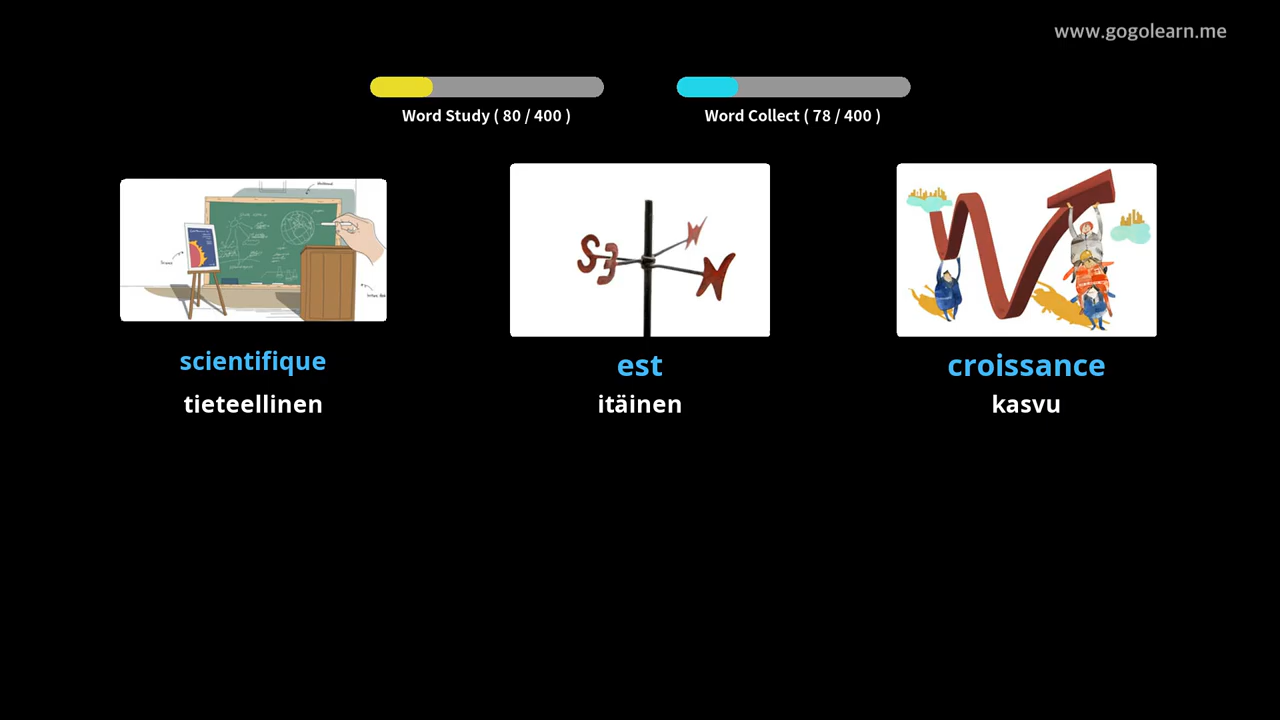 www.gogolearn.me
Word Study ( 80 / 400 )
Word Collect ( 78 / 400 )
S
scientifique
est
croissance
tieteellinen
itäinen
kasvu